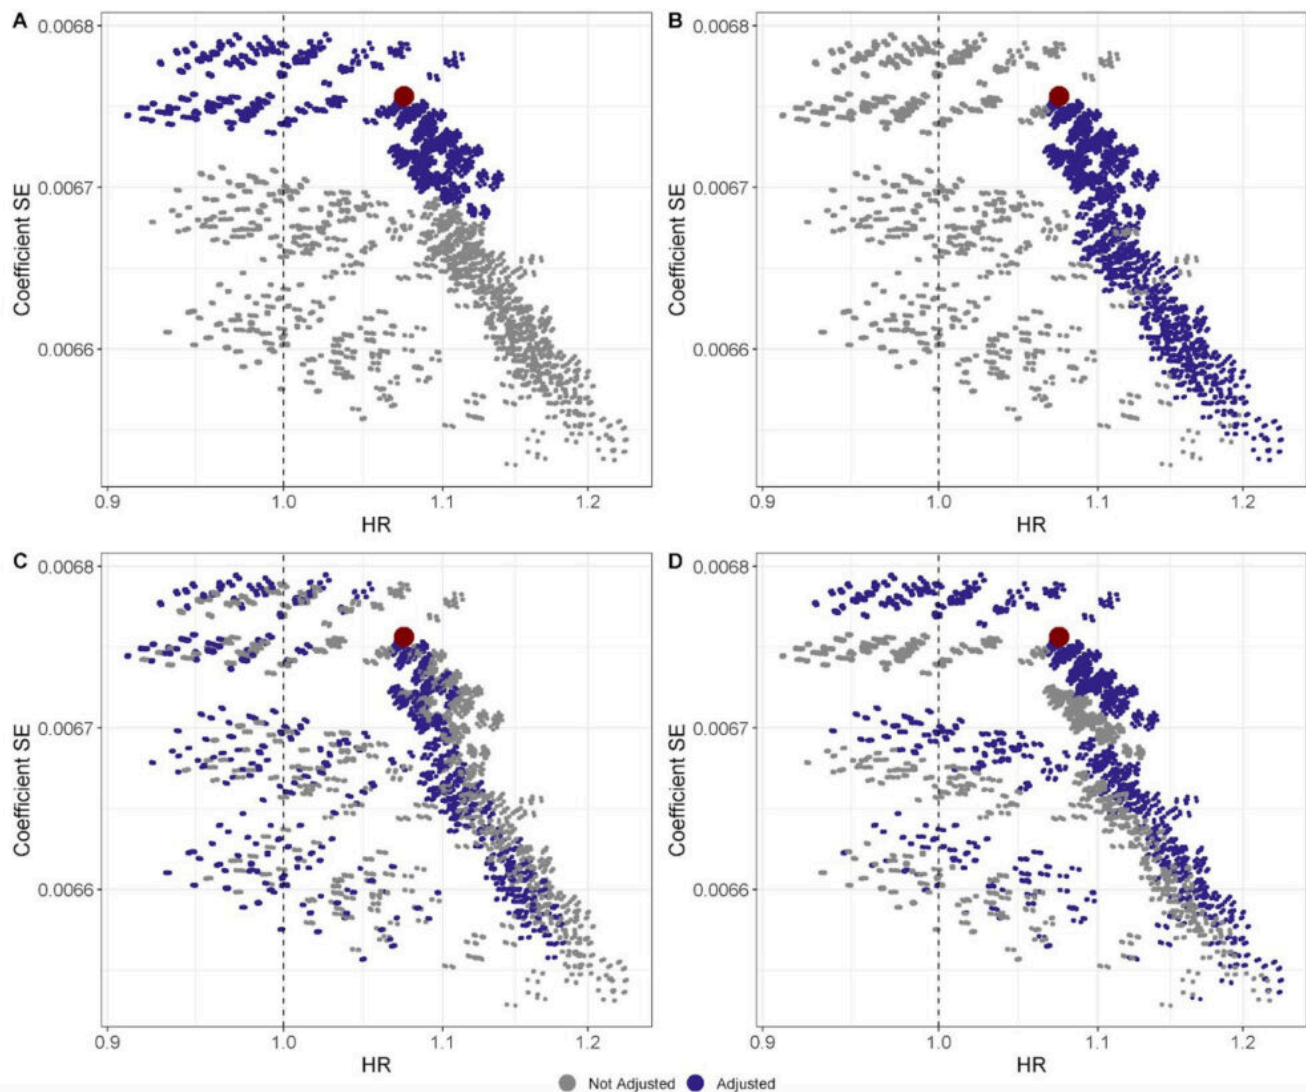 A
0.0068
0.0067
0.0066
Coefficient SE
0.9 1.0 1.1 1.2
HR
B
0.0068
0.0067
0.0066
Coefficient SE
0.9 1.0 1.1 1.2
HR
C
0.0068
0.0067
0.0066
Coefficient SE
0.9 1.0 1.1 1.2
HR
D
0.0068
0.0067
0.0066
Coefficient SE
0.9 1.0 1.1 1.2
HR
Not Adjusted Adjusted